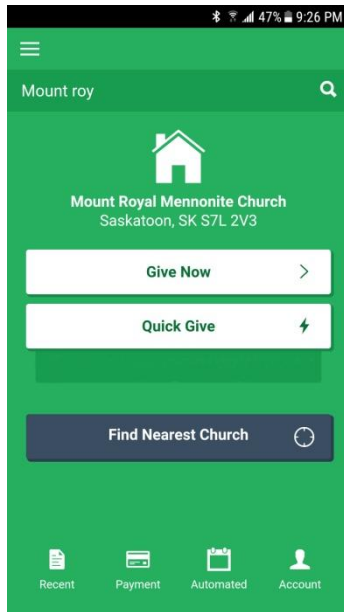 47% 9:26 PM
Mount roy
Mount Royal Mennonite Church
Saskatoon, SK S7L 2V3
Give Now
Quick Give
Find Nearest Church
Recent Payment Automated Account